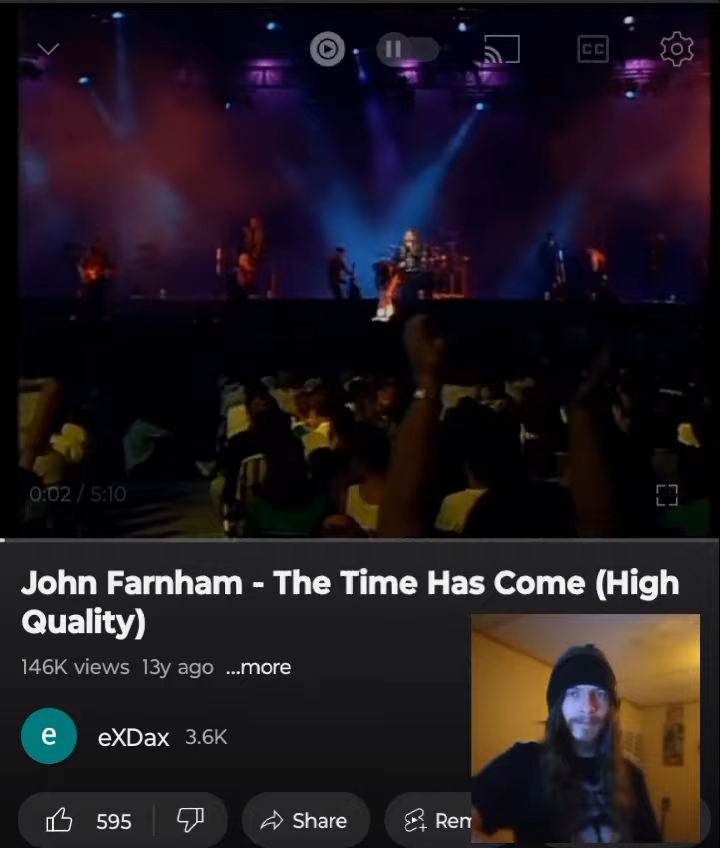 CC
0:02 / 5:10
John Farnham - The Time Has Come (High
Quality)
146K views 13y ago ...more
e eXDax 3.6K
595 Share Rem